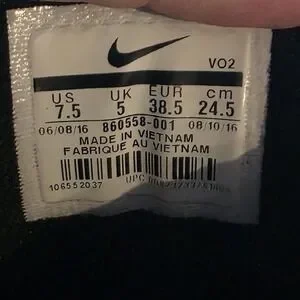 VO2
US UK EUR cm
7.5 5 38.5 24.5
06/08/16 860558-001 08/10/16
MADE IN VIETNAM
FABRIQUE AU VIETNAM
106552037
UPC